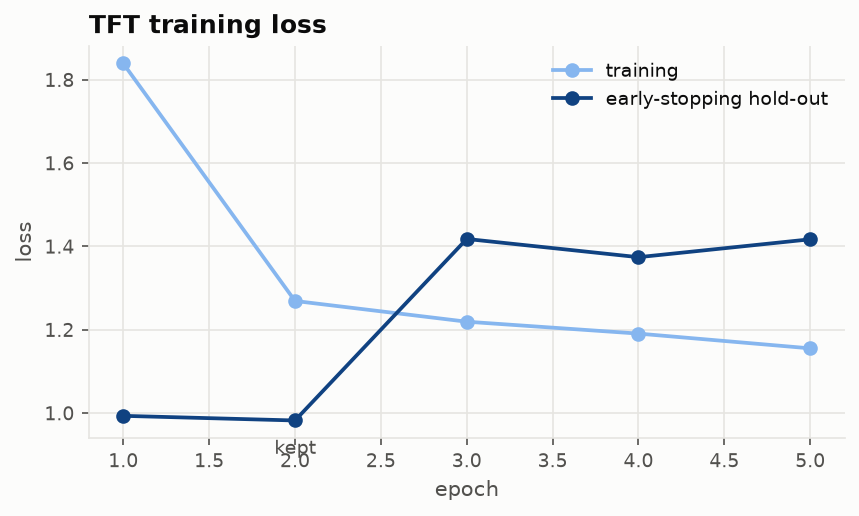 TFT training loss
training
early-stopping hold-out
loss
1.8
1.6
1.4
1.2
1.0
kept
1.0 1.5 2.0 2.5 3.0 3.5 4.0 4.5 5.0
epoch